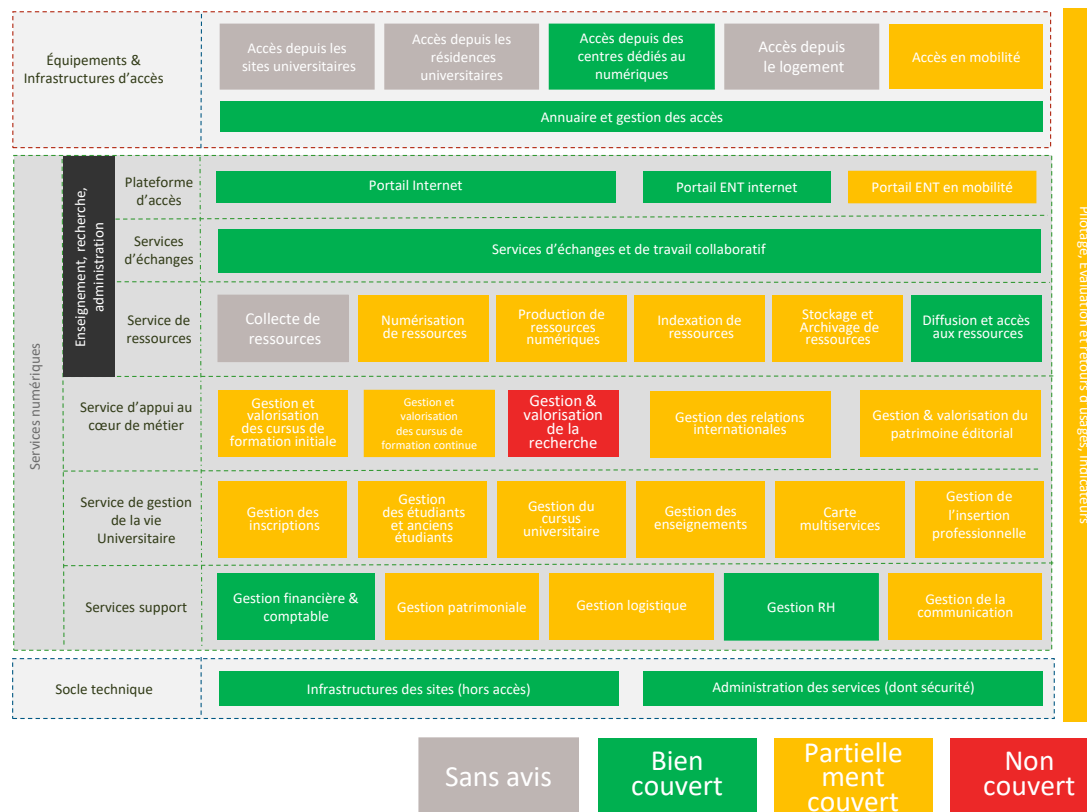 Équipements &
Infrastructures d'accès
Accès depuis les
sites universitaires
Accès depuis les
résidences
universitaires
Accès depuis des
centres dédiés au
numériques
Accès depuis
le logement
Accès en mobilité
Annuaire et gestion des accès
Services numériques
Enseignement, recherche,
administration
Plateforme
d'accès
Portail Internet
Portail ENT internet
Portail ENT en mobilité
Services
d'échanges
Services d'échanges et de travail collaboratif
Service de
ressources
Collecte de
ressources
Numérisation
de ressources
Production de
ressources
numériques
Indexation de
ressources
Stockage et
Archivage de
ressources
Diffusion et accès
aux ressources
Service d'appui au
cœur de métier
Gestion et
valorisation
des cursus de
formation initiale
Gestion et
valorisation
des cursus de
formation continue
Gestion &
valorisation
de la
recherche
Gestion des relations
internationales
Gestion & valorisation du
patrimoine éditorial
Service de gestion
de la vie
Universitaire
Gestion des
inscriptions
Gestion
des étudiants
et anciens
étudiants
Gestion du
cursus
universitaire
Gestion des
enseignements
Carte
multiservices
Gestion de
l'insertion
professionnelle
Services support
Gestion financière &
comptable
Gestion patrimoniale
Gestion logistique
Gestion RH
Gestion de la
communication
Socle technique
Infrastructures des sites (hors accès)
Administration des services (dont sécurité)
Pilotage, Evaluation et retours d'usages, Indicateurs
Sans avis
Bien
couvert
Partielle
ment
couvert
Non
couvert